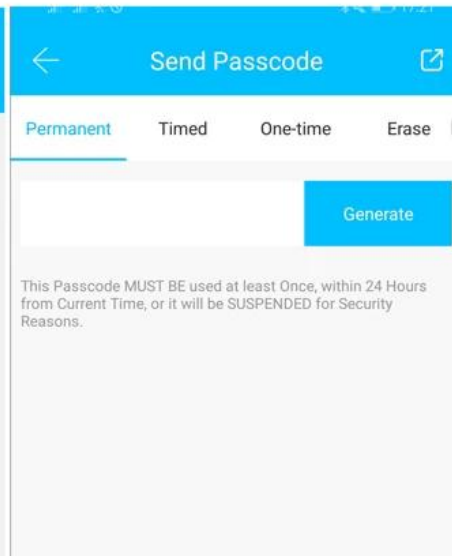 Send Passcode
Permanent Timed One-time Erase
Generate
This Passcode MUST BE used at least Once, within 24 Hours
from Current Time, or it will be SUSPENDED for Security
Reasons.